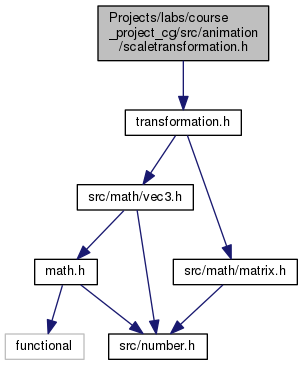 Projects/labs/course
_project_cg/src/animation
/scaletransformation.h
transformation.h
src/math/vec3.h
math.h
src/math/matrix.h
functional
src/number.h